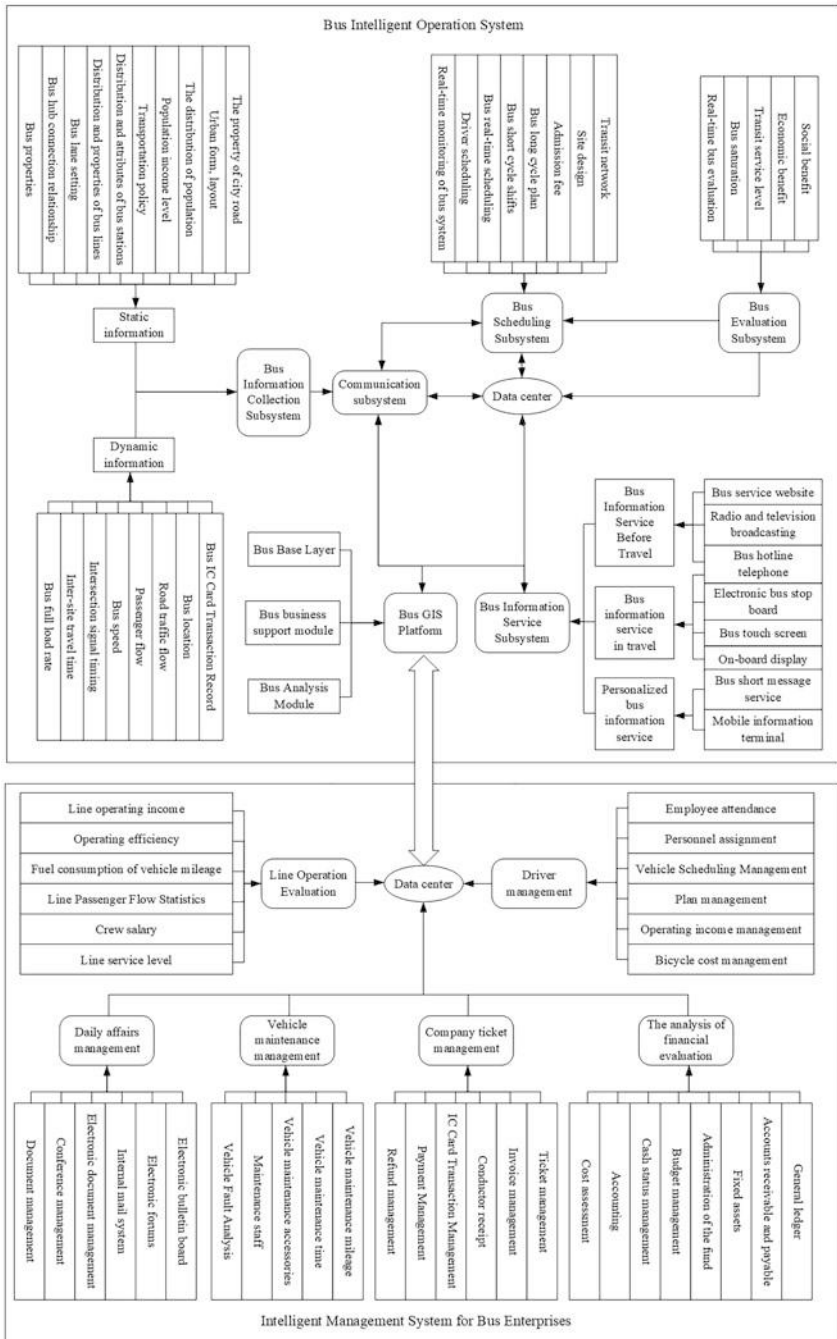 Bus Intelligent Operation System
Bus properties
Bus hub connection relationship
Bus lane setting
Distribution and properties of bus lines
Distribution and attributes of bus stations
Transportation policy
Population income level
The distribution of population
Urban form, layout
The property of city road
Real-time monitoring of bus system
Driver scheduling
Bus real-time scheduling
Bus short cycle shifts
Bus long cycle plan
Admission fee
Site design
Transit network
Real-time bus evaluation
Bus saturation
Transit service level
Economic benefit
Social benefit
Static
information
Bus
Scheduling
Subsystem
Bus
Evaluation
Subsystem
Bus
Information
Collection
Subsystem
Communication
subsystem
Data center
Dynamic
information
Bus full load rate
Inter-site travel time
Intersection signal timing
Bus speed
Passenger flow
Road traffic flow
Bus location
Bus IC Card Transaction Record
Bus Base Layer
Bus business
support module
Bus Analysis
Module
Bus GIS
Platform
Bus Information
Service
Subsystem
Bus
Information
Service
Before
Travel
Bus
information
service
in travel
Personalized
bus
information
service
Bus service website
Radio and television
broadcasting
Bus hotline
telephone
Electronic bus stop
board
Bus touch screen
On-board display
Bus short message
service
Mobile information
terminal
Line operating income
Operating efficiency
Fuel consumption of vehicle mileage
Line Passenger Flow Statistics
Crew salary
Line service level
Line Operation
Evaluation
Data center
Driver
management
Employee attendance
Personnel assignment
Vehicle Scheduling Management
Plan management
Operating income management
Bicycle cost management
Daily affairs
management
Vehicle
maintenance
management
Company ticket
management
The analysis of
financial
evaluation
Document management
Conference management
Electronic document management
Internal mail system
Electronic forums
Electronic bulletin board
Vehicle Fault Analysis
Maintenance staff
Vehicle maintenance accessories
Vehicle maintenance time
Vehicle maintenance mileage
Refund management
Payment Management
IC Card Transaction Management
Conductor receipt
Invoice management
Ticket management
Cost assessment
Accounting
Cash status management
Budget management
Administration of the fund
Fixed assets
Accounts receivable and payable
General ledger
Intelligent Management System for Bus Enterprises